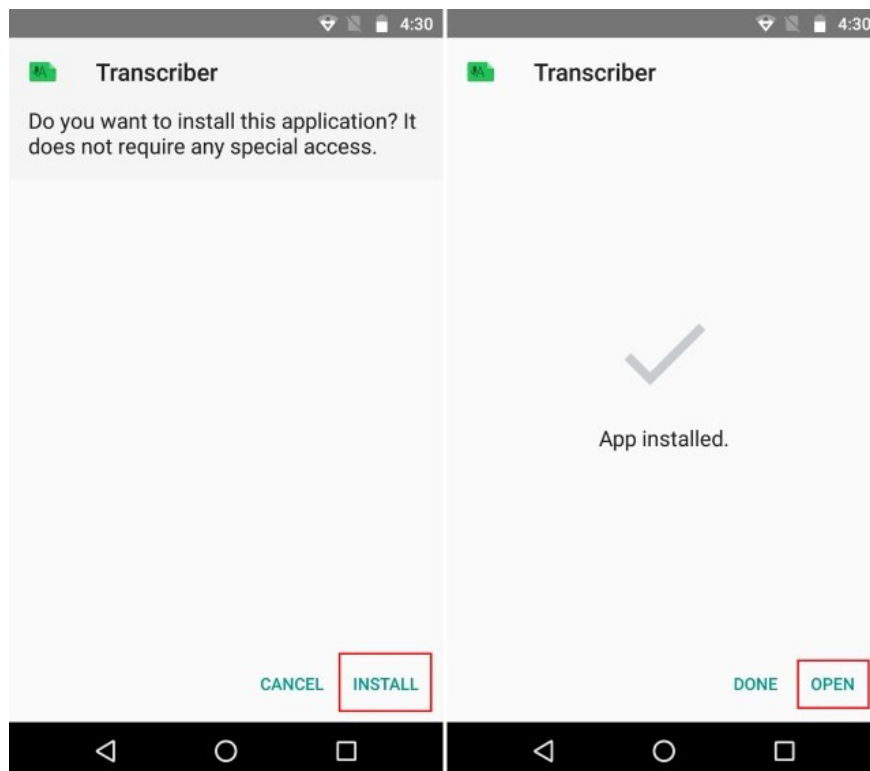 4:30
Transcriber
Do you want to install this application? It
does not require any special access.
CANCEL INSTALL
4:30
Transcriber
App installed.
DONE OPEN